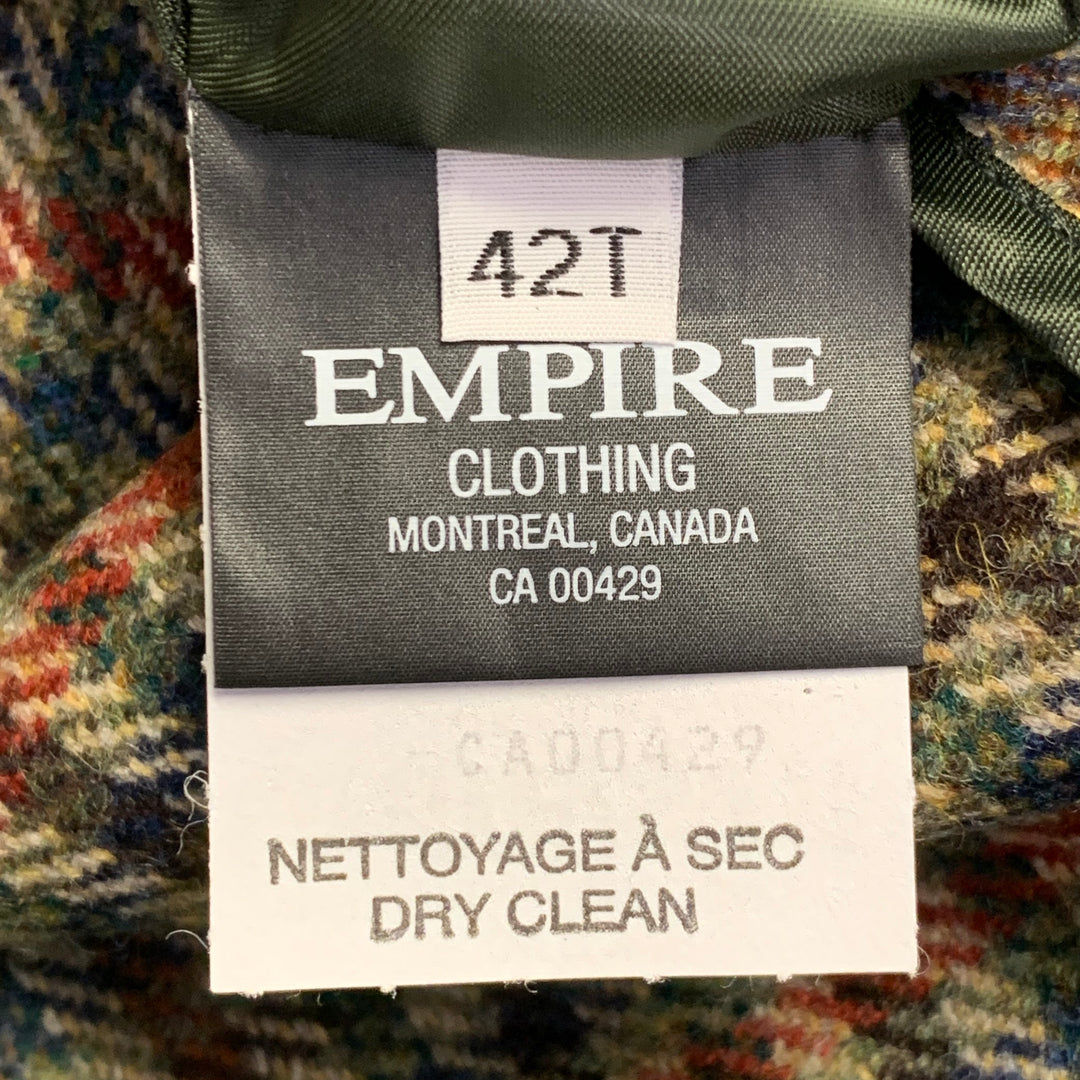 42T
EMPIRE
CLOTHING
MONTREAL, CANADA
CA 00429
CA00429
NETTOYAGE À SEC
DRY CLEAN